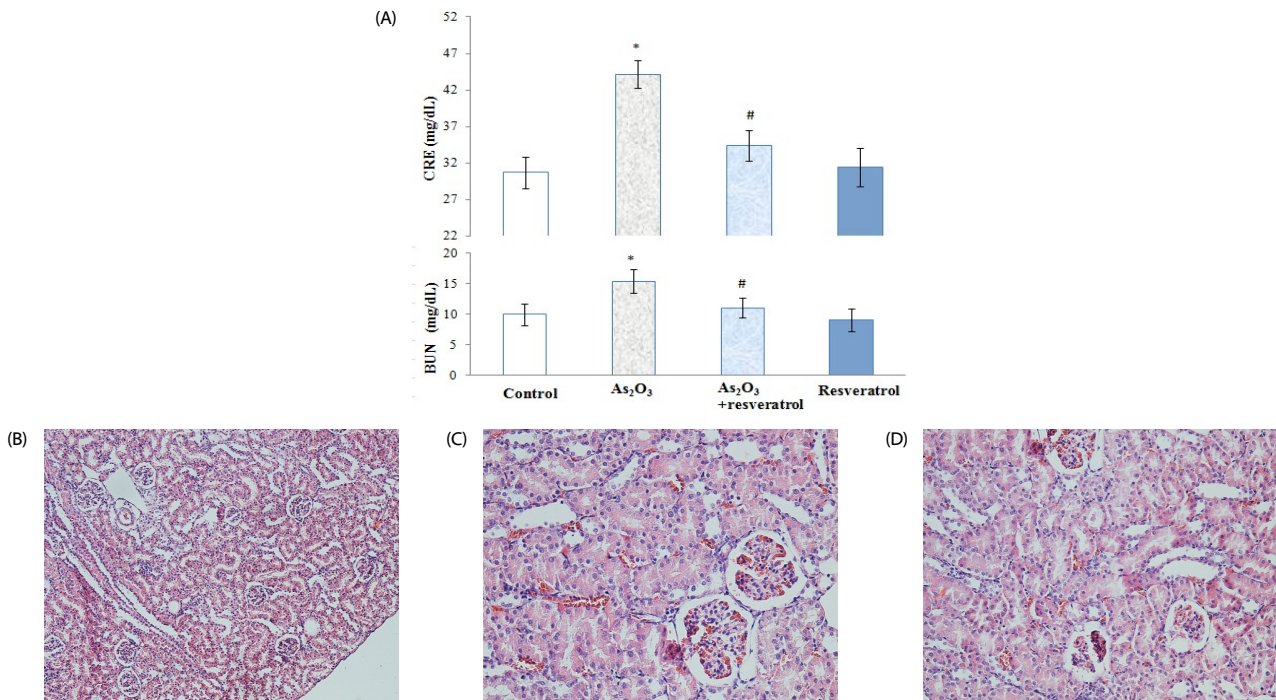 (A)
52
47
42
37
32
27
22
CRE (mg/dL)
*
#
20
15
10
5
0
BUN (mg/dL)
*
#
Control
As₂O₃
As₂O₃
+resveratrol
Resveratrol
(B)
(C)
(D)